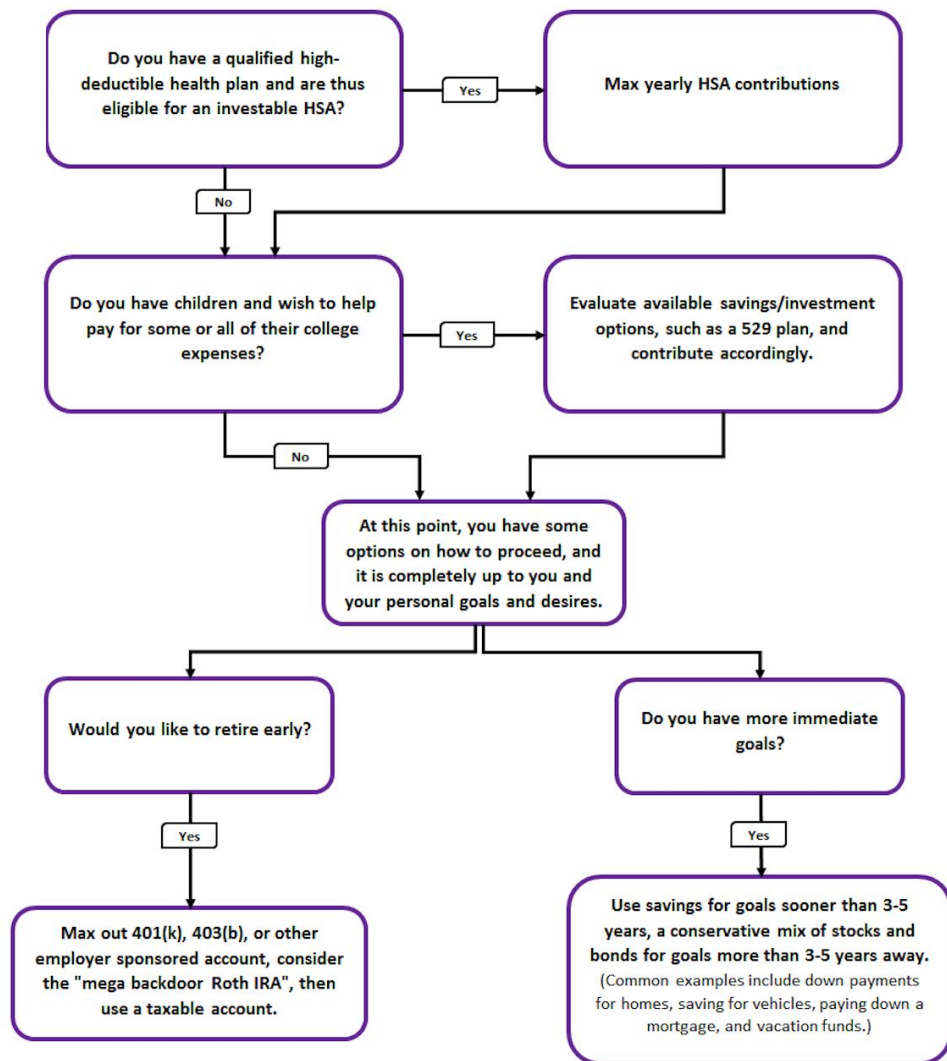 Do you have a qualified high-
deductible health plan and are thus
eligible for an investable HSA?
Yes
Max yearly HSA contributions
No
Do you have children and wish to help
pay for some or all of their college
expenses?
Yes
Evaluate available savings/investment
options, such as a 529 plan, and
contribute accordingly.
No
At this point, you have some
options on how to proceed, and
it is completely up to you and
your personal goals and desires.
Would you like to retire early?
Do you have more immediate
goals?
Yes
Yes
Max out 401(k), 403(b), or other
employer sponsored account, consider
the "mega backdoor Roth IRA", then
use a taxable account.
Use savings for goals sooner than 3-5
years, a conservative mix of stocks and
bonds for goals more than 3-5 years away.
(Common examples include down payments
for homes, saving for vehicles, paying down a
mortgage, and vacation funds.)